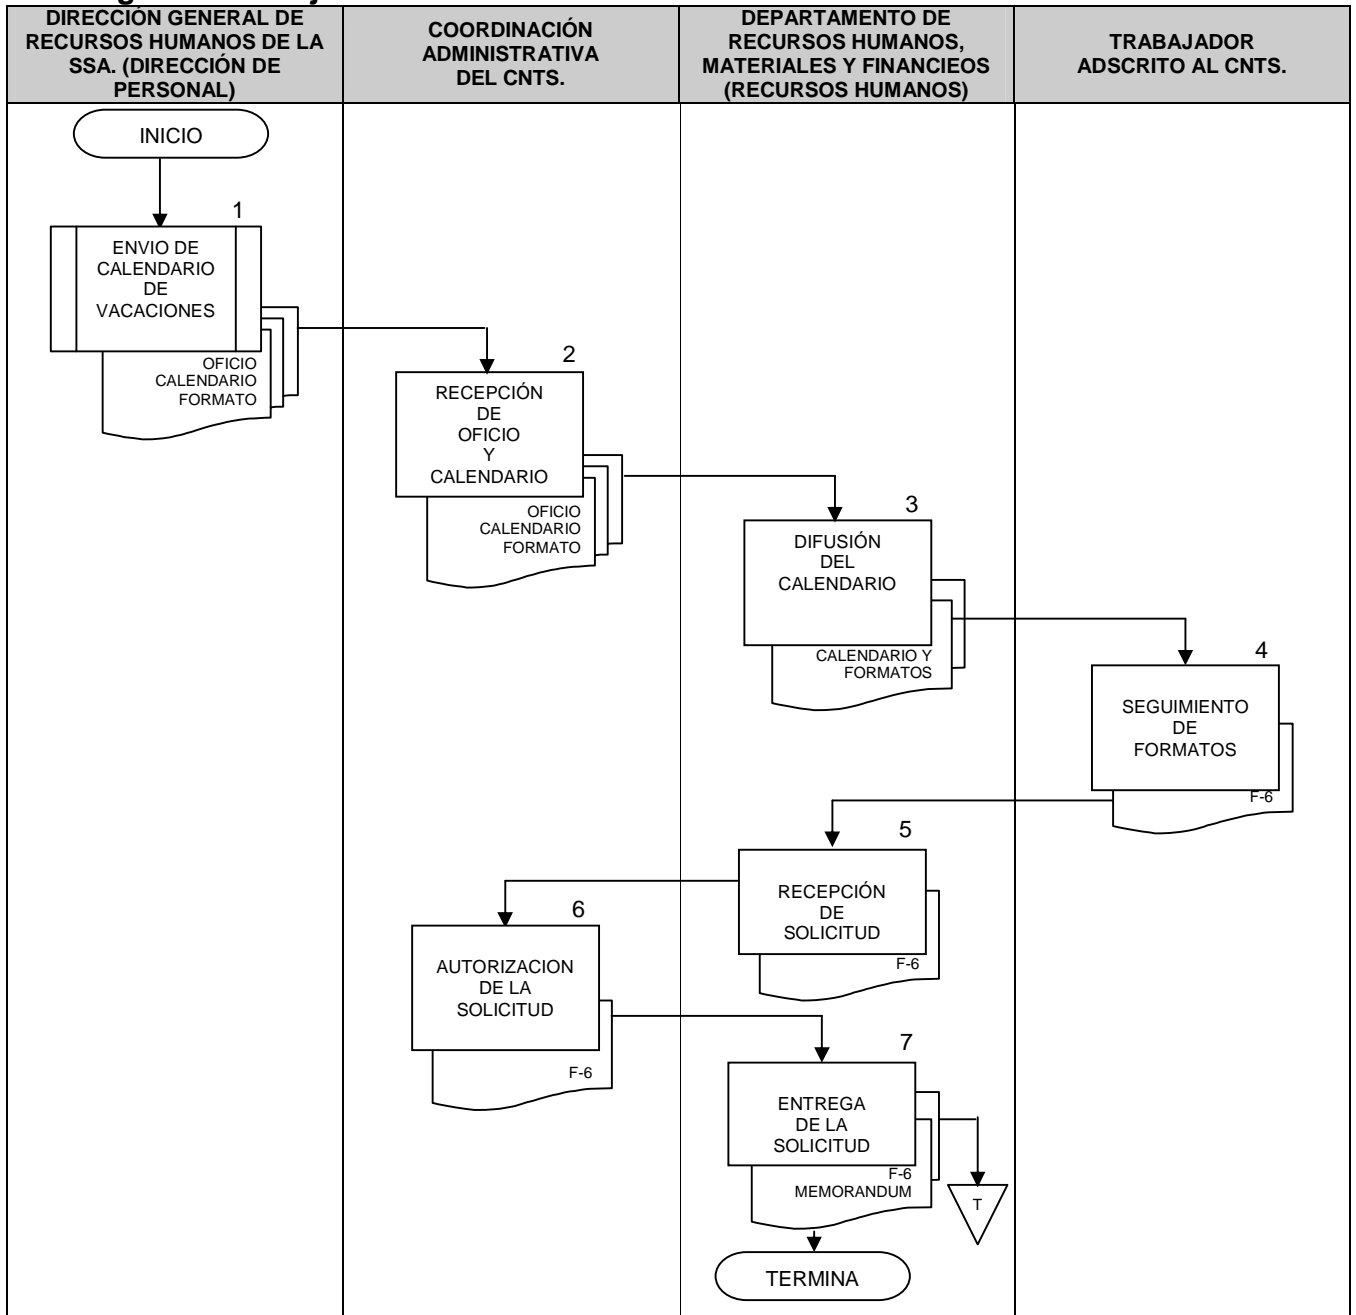 DIRECCIÓN GENERAL DE
RECURSOS HUMANOS DE LA
SSA. (DIRECCIÓN DE
PERSONAL)
COORDINACIÓN
ADMINISTRATIVA
DEL CNTS.
DEPARTAMENTO DE
RECURSOS HUMANOS,
MATERIALES Y FINANCIEOS
(RECURSOS HUMANOS)
TRABAJADOR
ADSCRITO AL CNTS.
INICIO
1
ENVIO DE
CALENDARIO
DE
VACACIONES
OFICIO
CALENDARIO
FORMATO
2
RECEPCIÓN
DE
OFICIO
Y
CALENDARIO
OFICIO
CALENDARIO
FORMATO
3
DIFUSIÓN
DEL
CALENDARIO
CALENDARIO Y
FORMATOS
4
SEGUIMIENTO
DE
FORMATOS
F-6
5
RECEPCIÓN
DE
SOLICITUD
F-6
6
AUTORIZACION
DE LA
SOLICITUD
F-6
7
ENTREGA
DE LA
SOLICITUD
F-6
MEMORANDUM
T
TERMINA